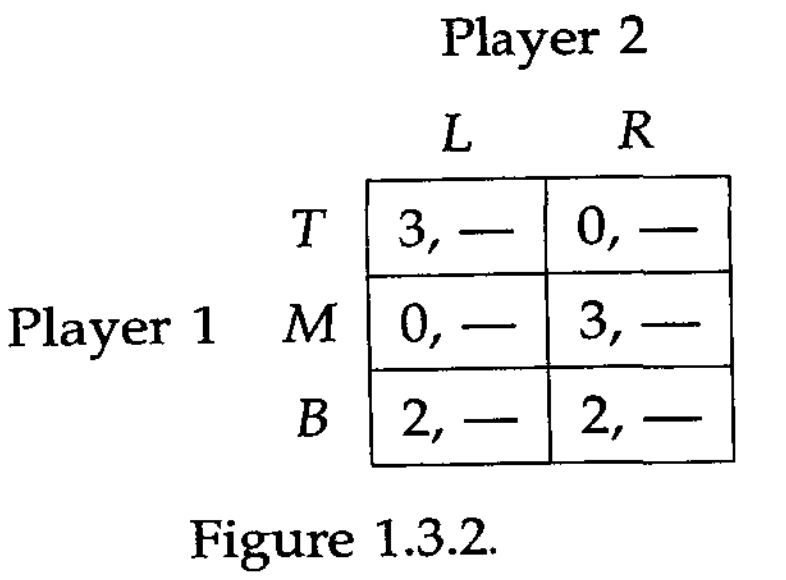 Player 2
L R
T 3, — 0, —
Player 1 M 0, — 3, —
B 2, — 2, —
Figure 1.3.2.